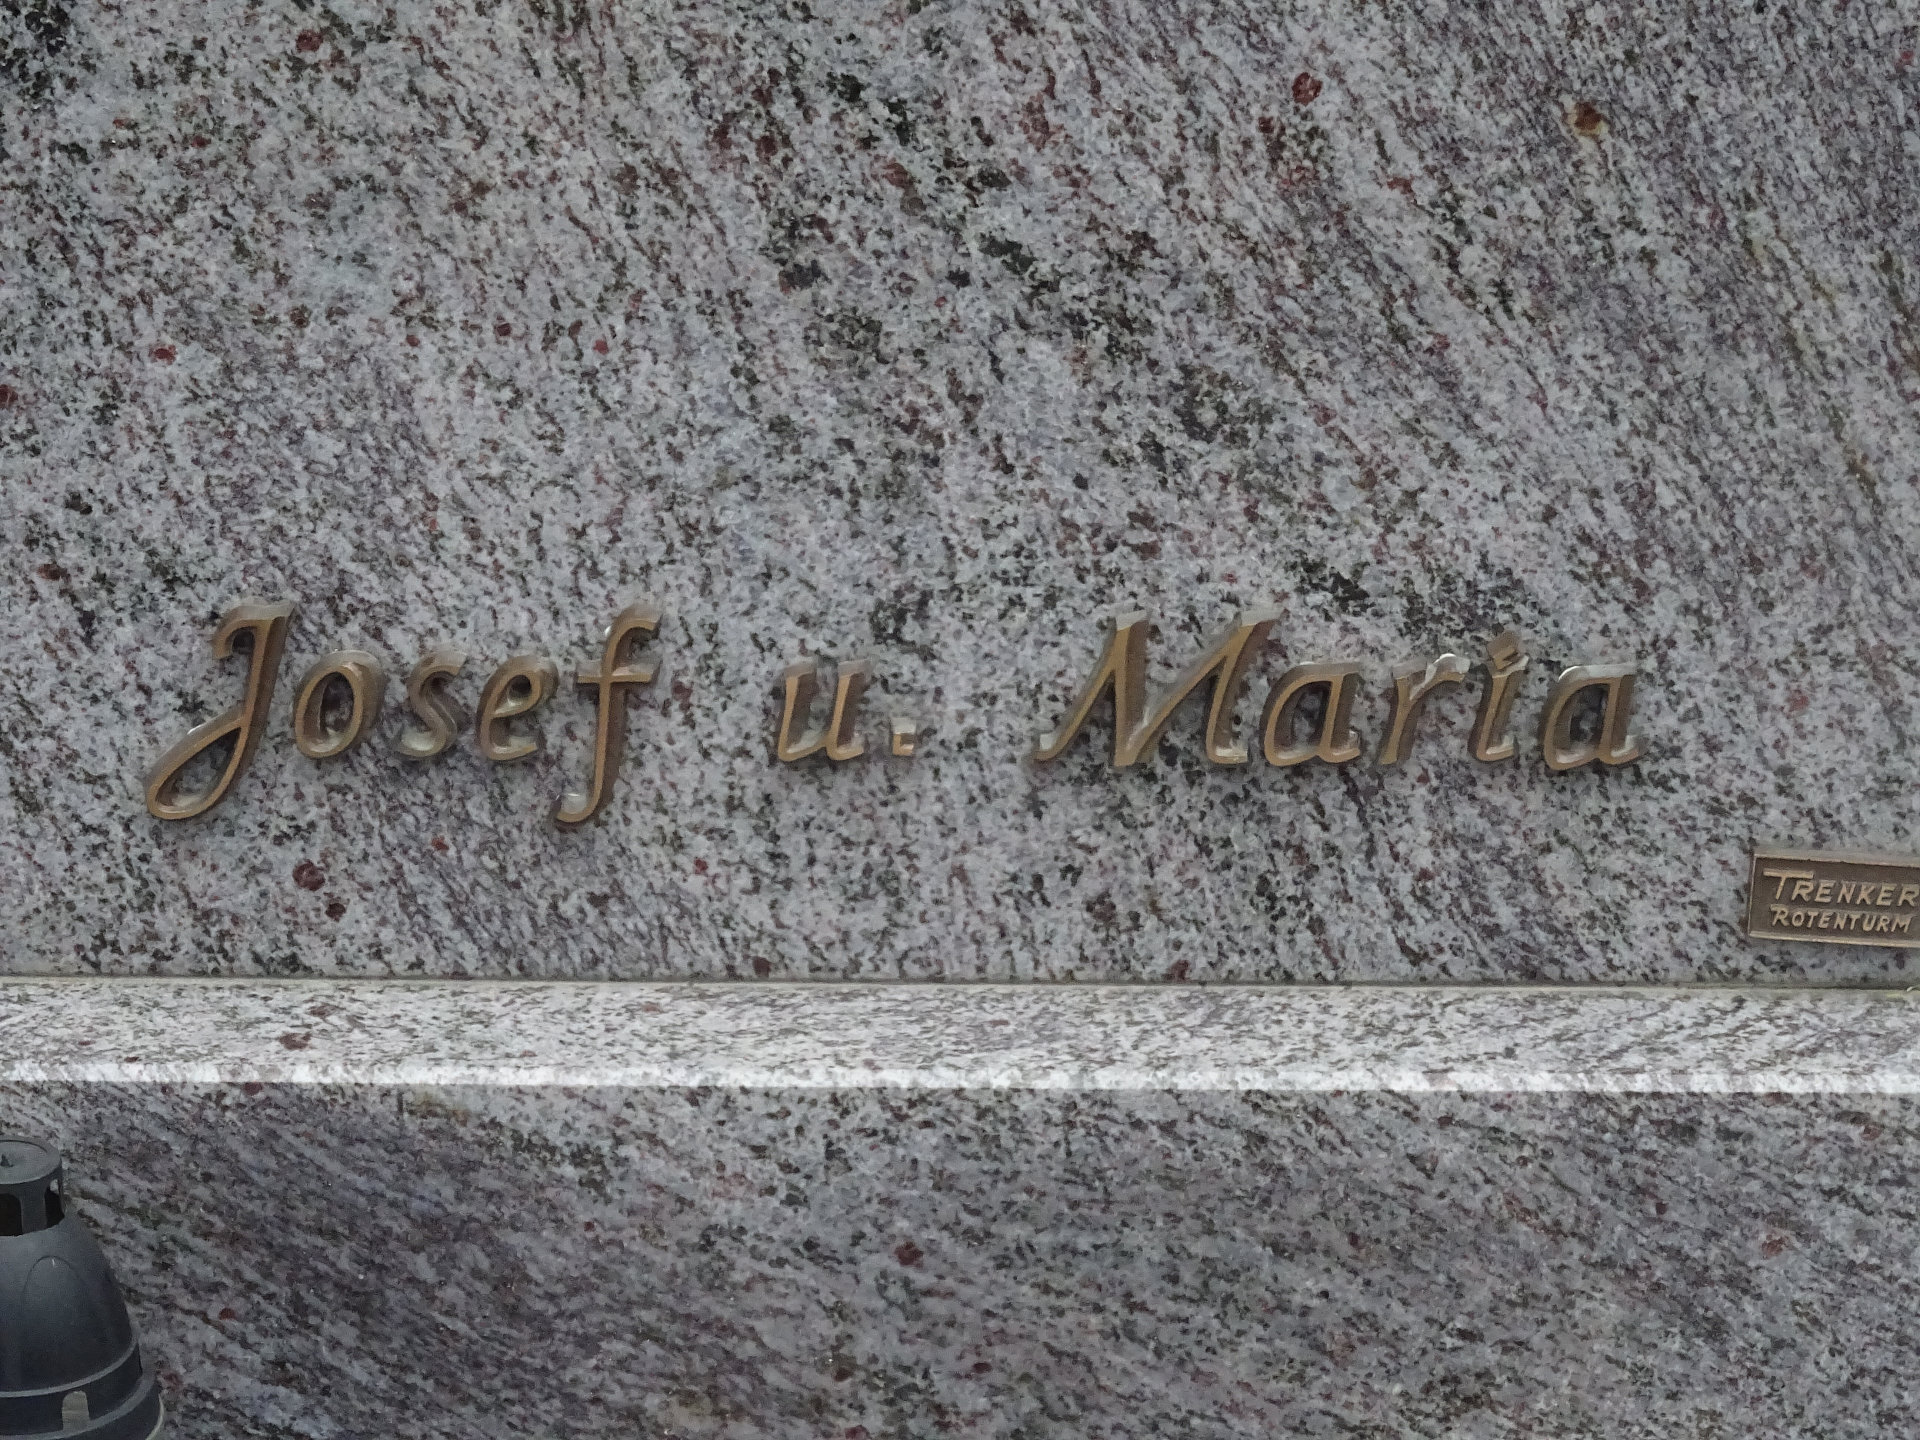 Josef u. Maria
TRENKER
ROTENTURM